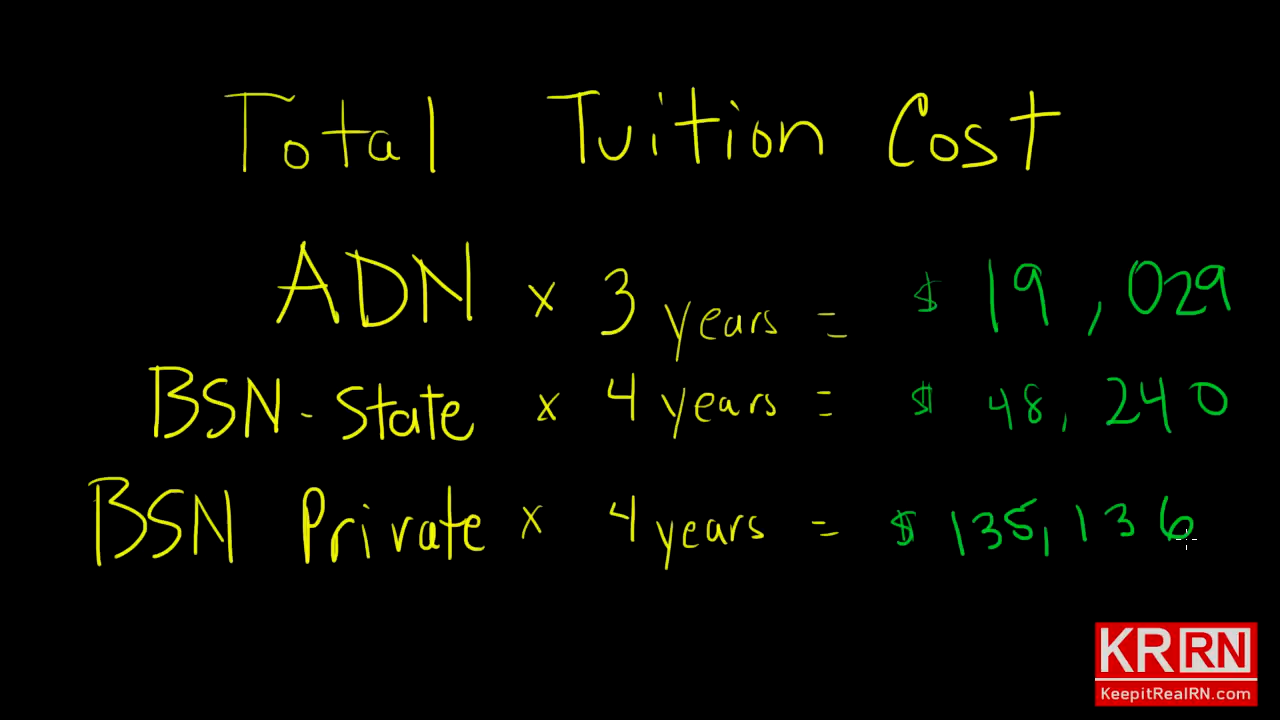 Total Tuition Cost
ADN x 3 years = $ 19,029
BSN - State x 4 years = $ 48,240
BSN Private x 4 years = $ 135,136
KRRN
KeepitRealRN.com